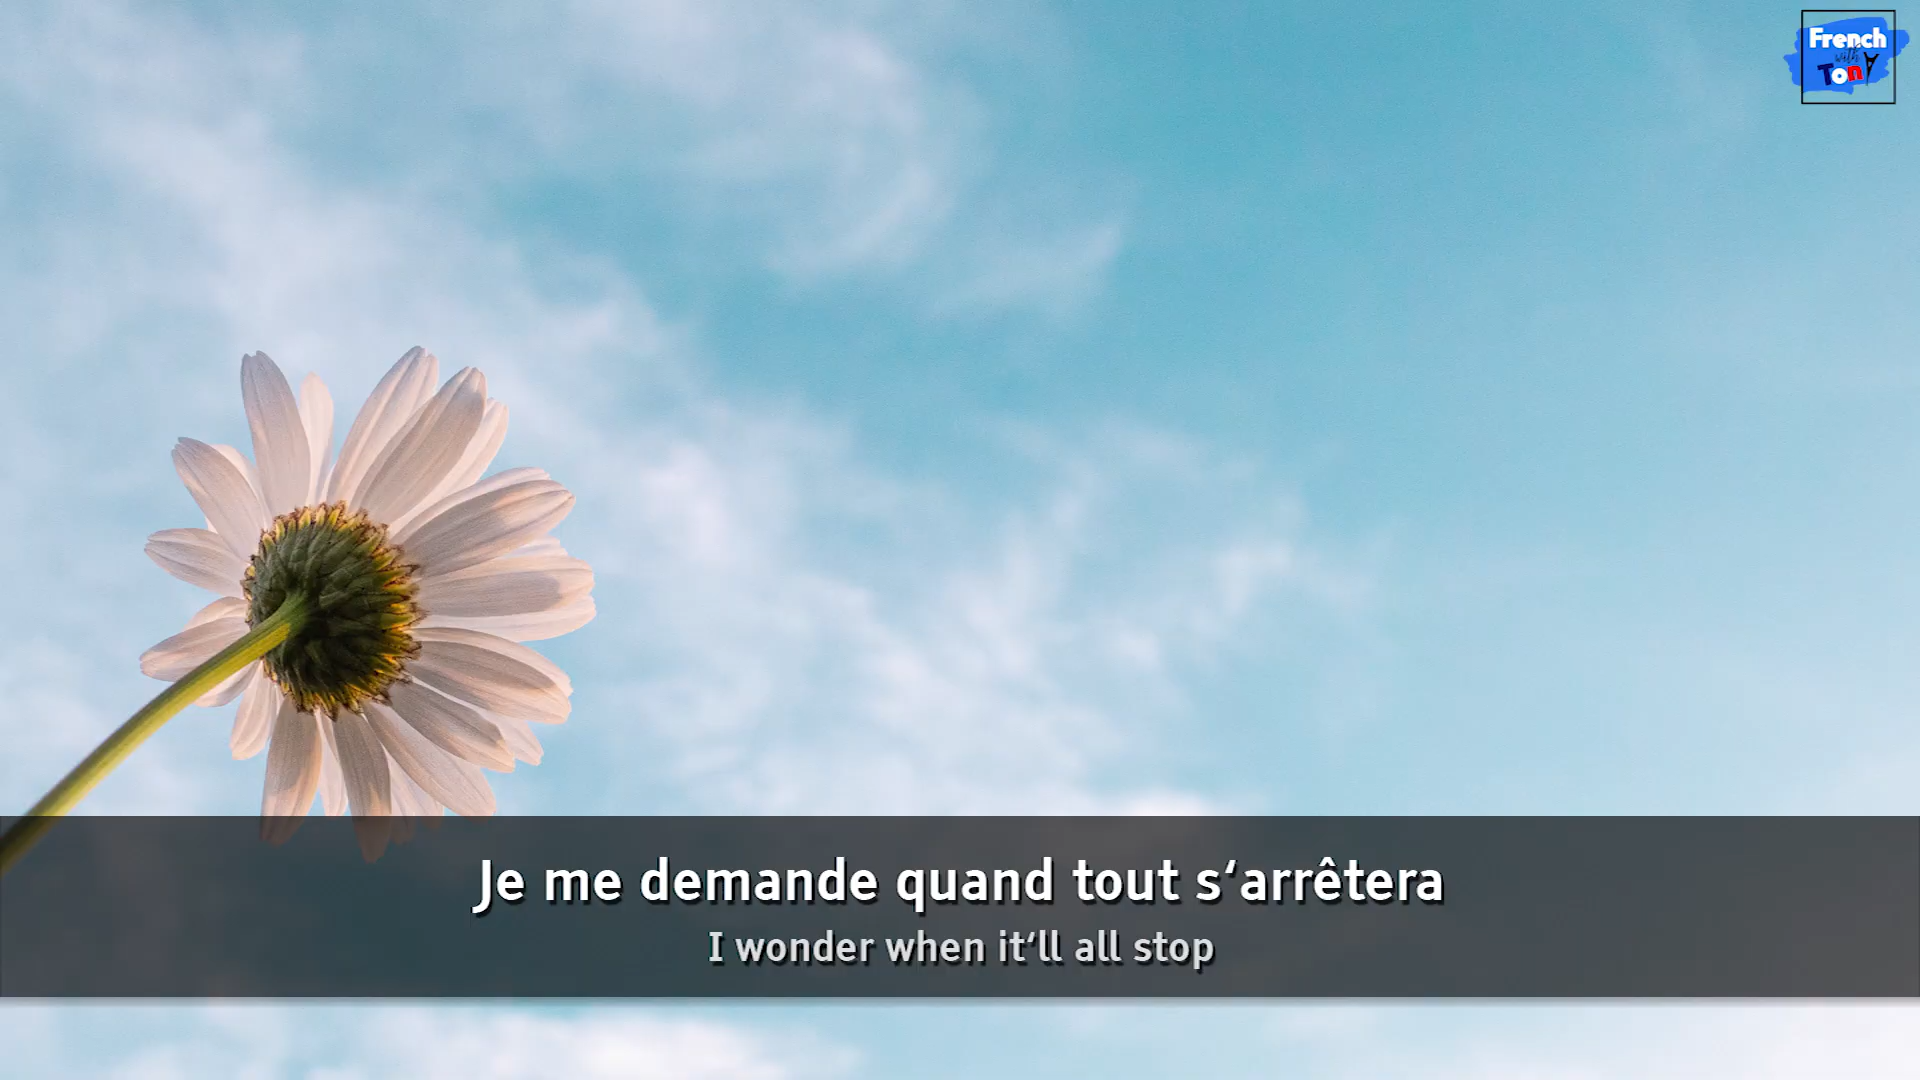 French
with
Tony
Je me demande quand tout s‘arrêtera
I wonder when it‘ll all stop